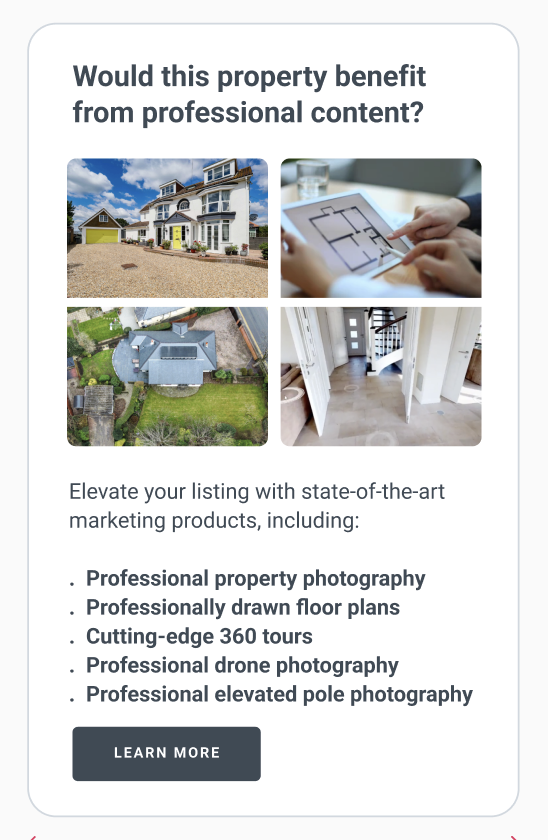 Would this property benefit
from professional content?
Elevate your listing with state-of-the-art
marketing products, including:
. Professional property photography
. Professionally drawn floor plans
. Cutting-edge 360 tours
. Professional drone photography
. Professional elevated pole photography
LEARN MORE